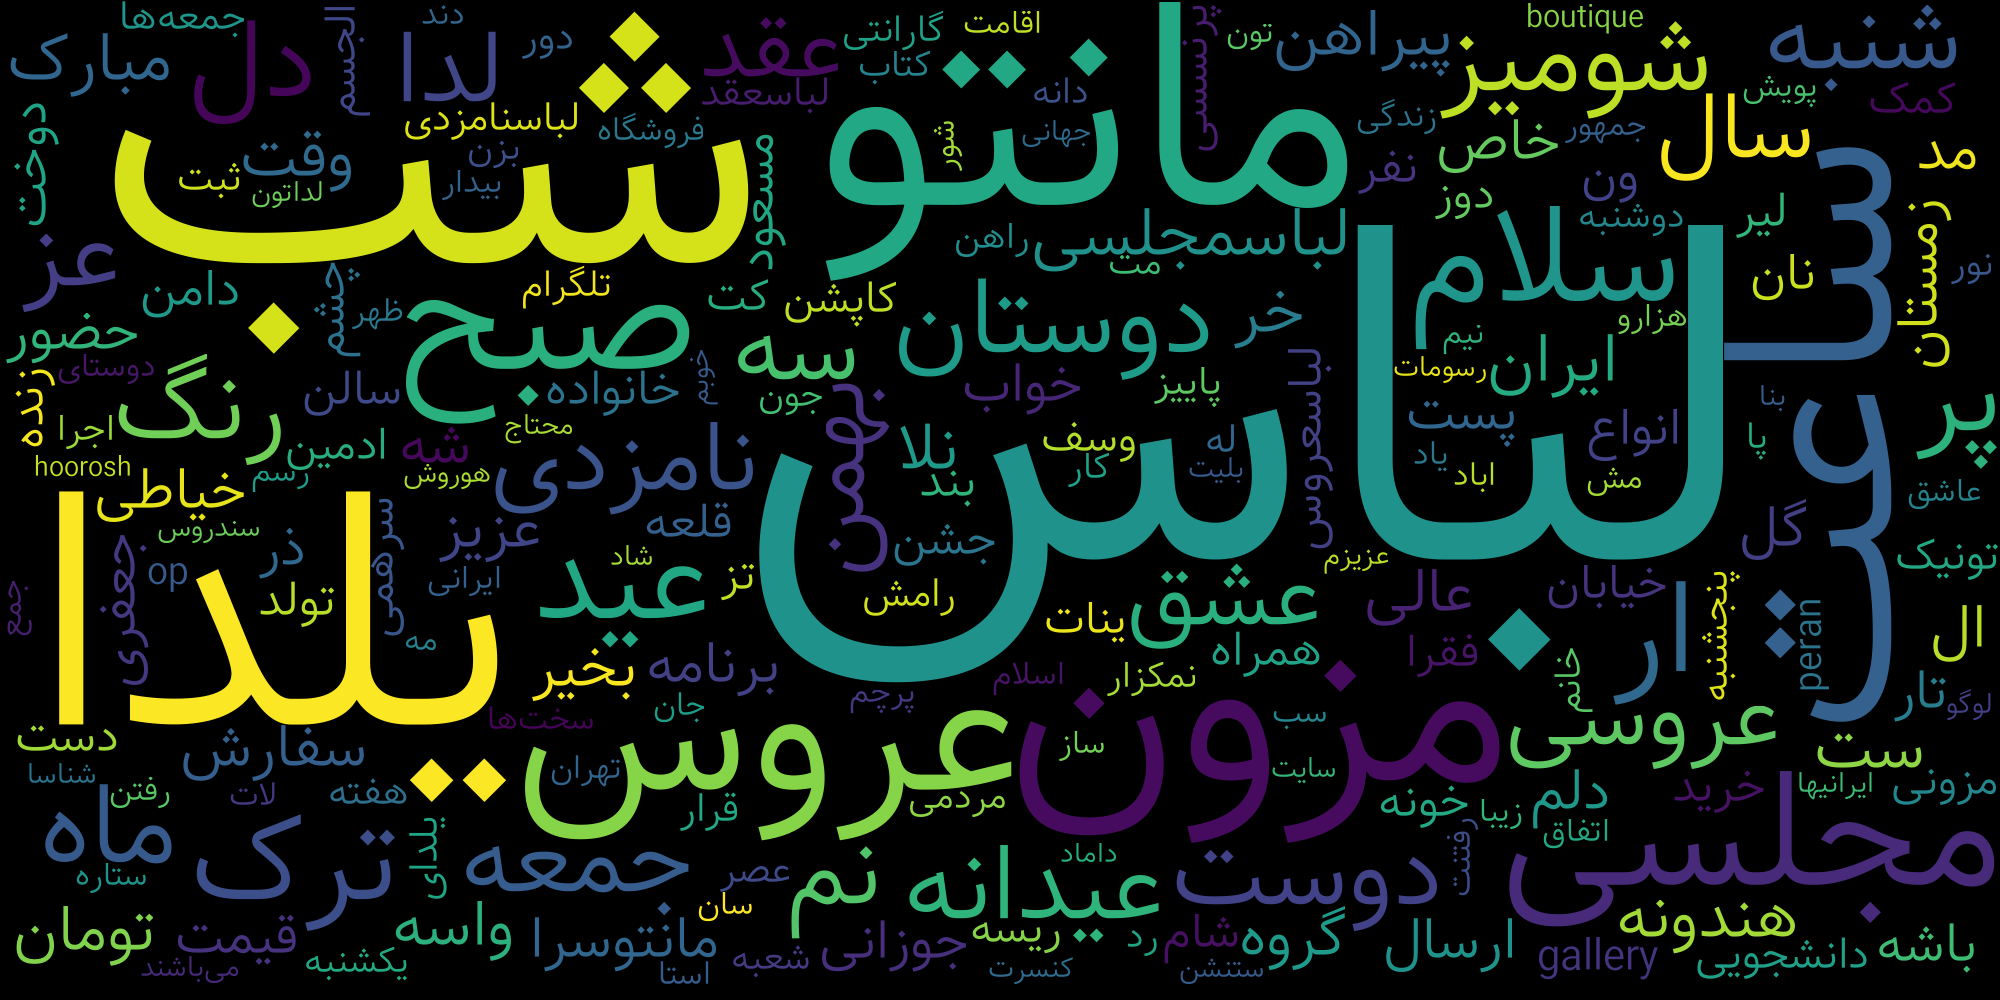 جمعه‌ها
الجسم
دند
دور
عقد
گارانتی
اقامت
پرنسسی
تون
پیراهن
boutique
شنبه
مبارک
دل
لدا
لباسعقد
کتاب
مانتو
دانه
شومیز
پویش
کمک
دوخت
لباسنامزدی
فروشگاه
شور
جهانی
زندگی
خاص
جمهور
سال
مد
وقت
ثبت
لداتون
بزن
بیدار
شب
مسعود
نفر
دوز
ون
دوشنبه
لیر
سا
زمستان
نور
عز
دامن
چشم
ظهر
تلگرام
کت
کاپشن
راهن
لباسمجلسی
مت
سلام
نان
حضور
دوستای
صبح
سه
دوستان
خر
نیم
هزارو
رسومات
ایران
زنده
رنگ
سالن
خانواده
خوبم
جون
بهمن
خواب
پاییز
لباسعروس
بنا
پر
اجرا
ادمین
شه
محتاج
نامزدی
نلا
وسف
له
پست
انواع
پا
عکس
hoorosh
خیاطی
رسم
هوروش
بند
کار
بلیت
یاد
اباد
مش
عاشق
سندروس
ذر
سرهمی
عزیز
قلعه
جشن
لباس
گل
تونیک
جمع
جعفری
op
تولد
ایرانی
شاد
عید
تز
رامش
عشق
عزیزم
عالی
خیابان
پنجشنبه
peran
ال
یلدا
مه
بخیر
برنامه
ینات
همراه
فقرا
ار
خانم
تار
لوگو
سخت‌ها
جان
پرچم
اسلام
نمکزار
سب
دست
سفارش
عروس
ساز
مزون
سایت
عروسی
ست
شناسا
رفتن
لات
هفته
تهران
قرار
مردمی
خونه
زیبا
دلم
اتفاق
خرید
ایرانیها
مزونی
ماه
ستاره
ترک
یلدای
جمعه
عصر
نم
عیدانه
داماد
دوست
رفتنت
مجلسی
تومان
قیمت
می‌باشند
یکشنبه
واسه
مانتوسرا
استا
سان
شعبه
جوزانی
ریسه
کنسرت
رد
شام
ستنشن
گروه
ارسال
gallery
هندونه
دانشجویی
باشه